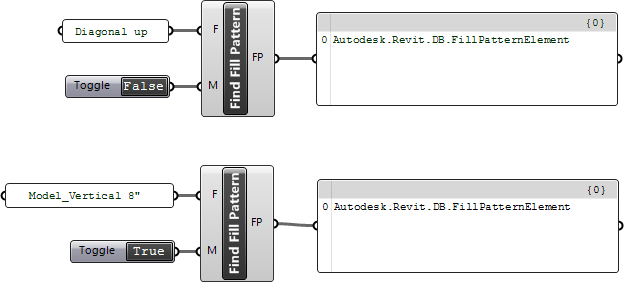 Diagonal up
Toggle False
F
M
Find Fill Pattern
FP
{0}
0 Autodesk.Revit.DB.FillPatternElement
Model_Vertical 8"
Toggle True
F
M
Find Fill Pattern
FP
{0}
0 Autodesk.Revit.DB.FillPatternElement